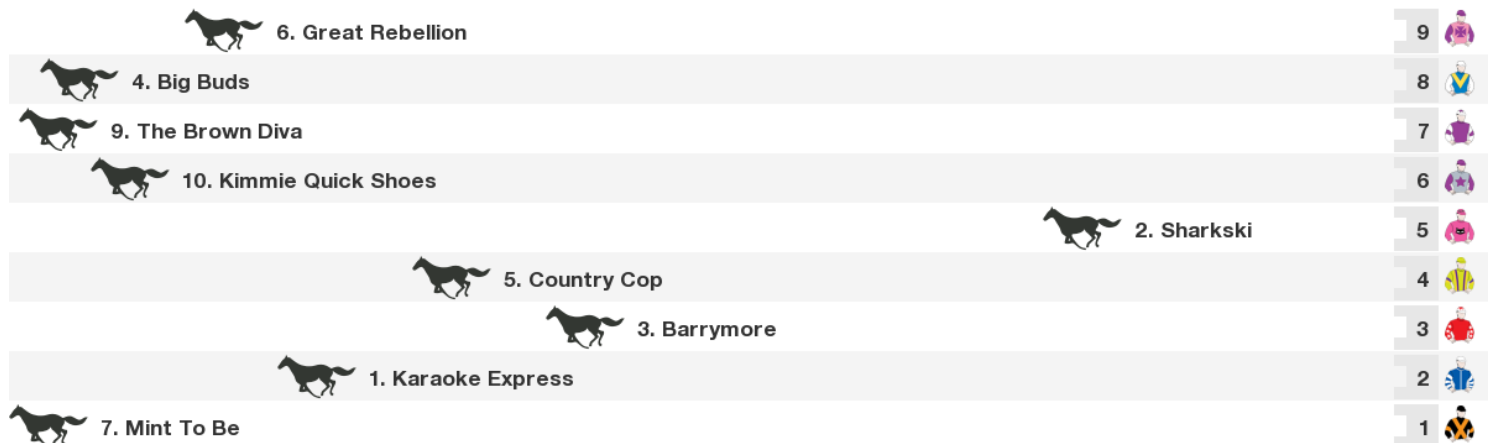 6. Great Rebellion 9
4. Big Buds 8
9. The Brown Diva 7
10. Kimmie Quick Shoes 6
2. Sharkski 5
5. Country Cop 4
3. Barrymore 3
1. Karaoke Express 2
7. Mint To Be 1